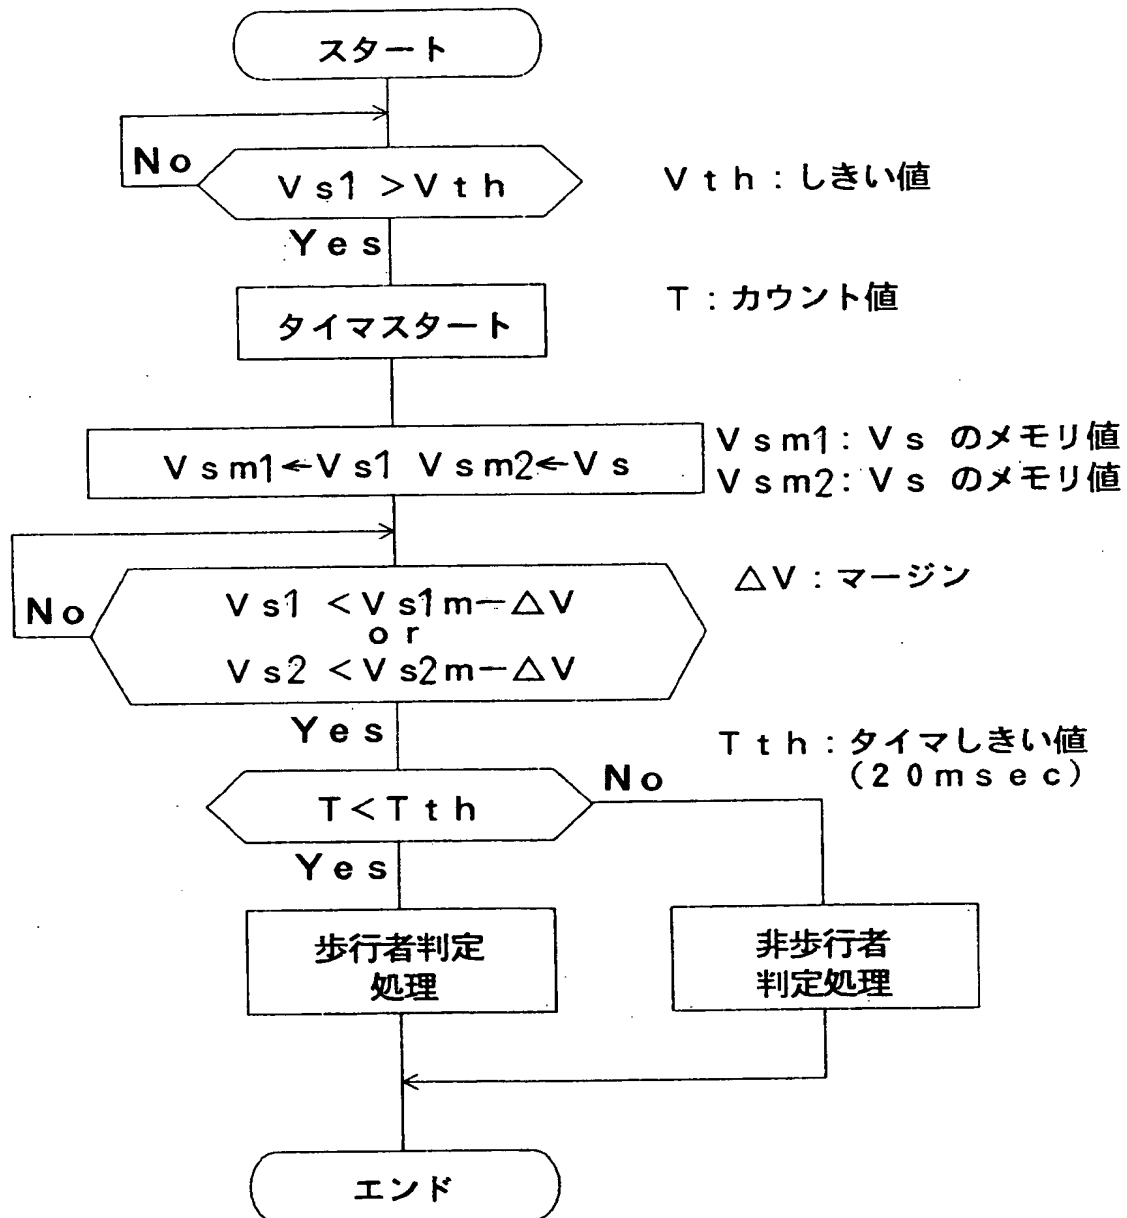 スタート
No
Vs1 >Vth
Vth:しきい値
Yes
T:カウント値
タイマスタート
Vsm1←Vs1 Vsm2←Vs
Vsm1:Vs のメモリ値
Vsm2:Vs のメモリ値
△V:マージン
No
Vs1 <Vs1m−△V
or
Vs2 <Vs2m−△V
Yes
Tth:タイマしきい値
(20msec)
No
T<Tth
Yes
歩行者判定
処理
非歩行者
判定処理
エンド